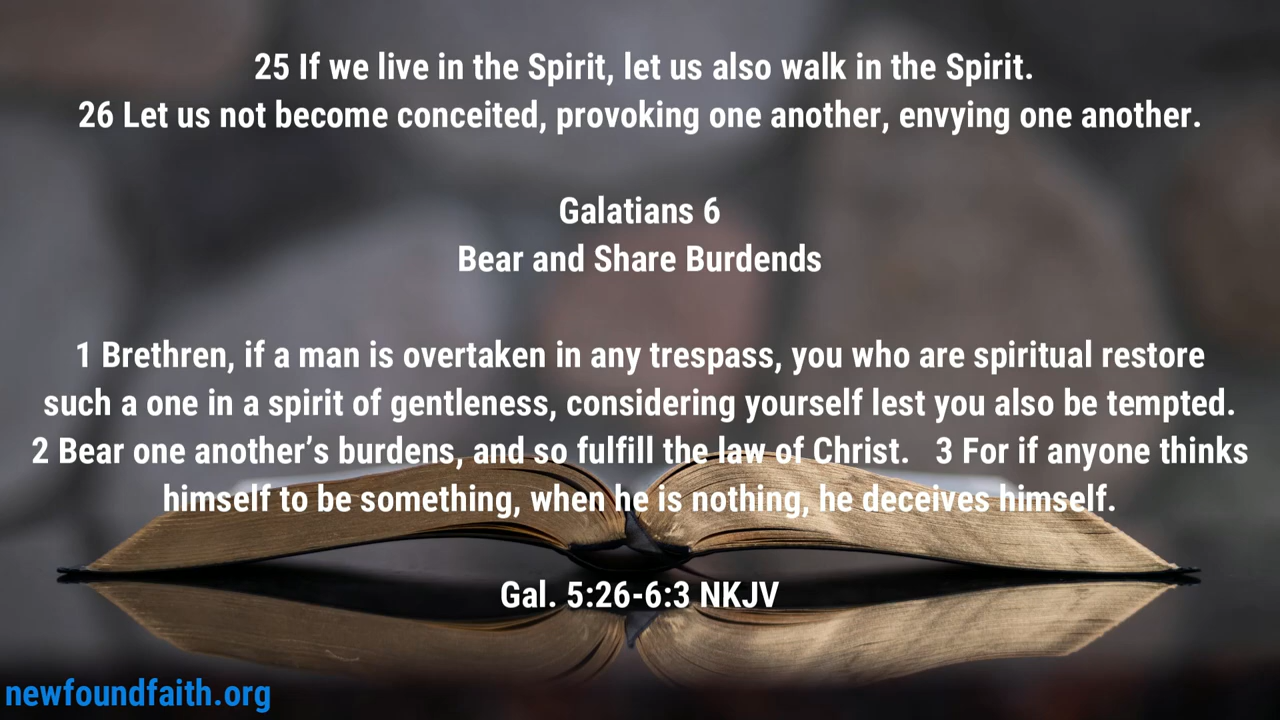 25 If we live in the Spirit, let us also walk in the Spirit.
26 Let us not become conceited, provoking one another, envying one another.
Galatians 6
Bear and Share Burdends
1 Brethren, if a man is overtaken in any trespass, you who are spiritual restore
such a one in a spirit of gentleness, considering yourself lest you also be tempted.
2 Bear one another’s burdens, and so fulfill the law of Christ.   3 For if anyone thinks
himself to be something, when he is nothing, he deceives himself.
Gal. 5:26-6:3 NKJV
newfoundfaith.org